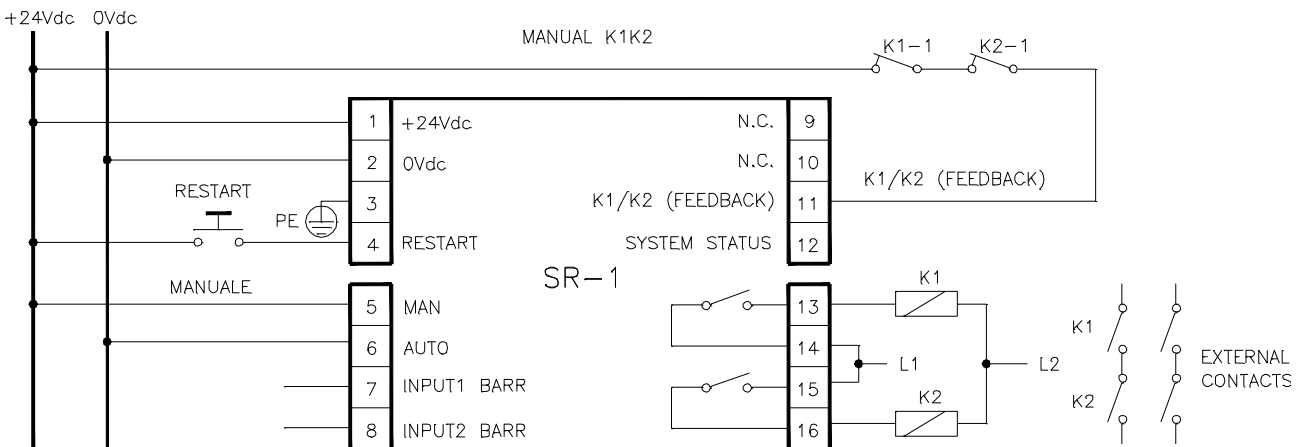 +24Vdc 0Vdc
MANUAL K1K2
K1-1 K2-1
1 +24Vdc
N.C. 9
2 0Vdc
N.C. 10
K1/K2 (FEEDBACK)
RESTART
PE
3
K1/K2 (FEEDBACK) 11
4 RESTART
SYSTEM STATUS 12
SR-1
MANUALE
5 MAN
13
K1
6 AUTO
14
L1
L2
7 INPUT1 BARR
15
8 INPUT2 BARR
16
K2
K1
K2
EXTERNAL
CONTACTS